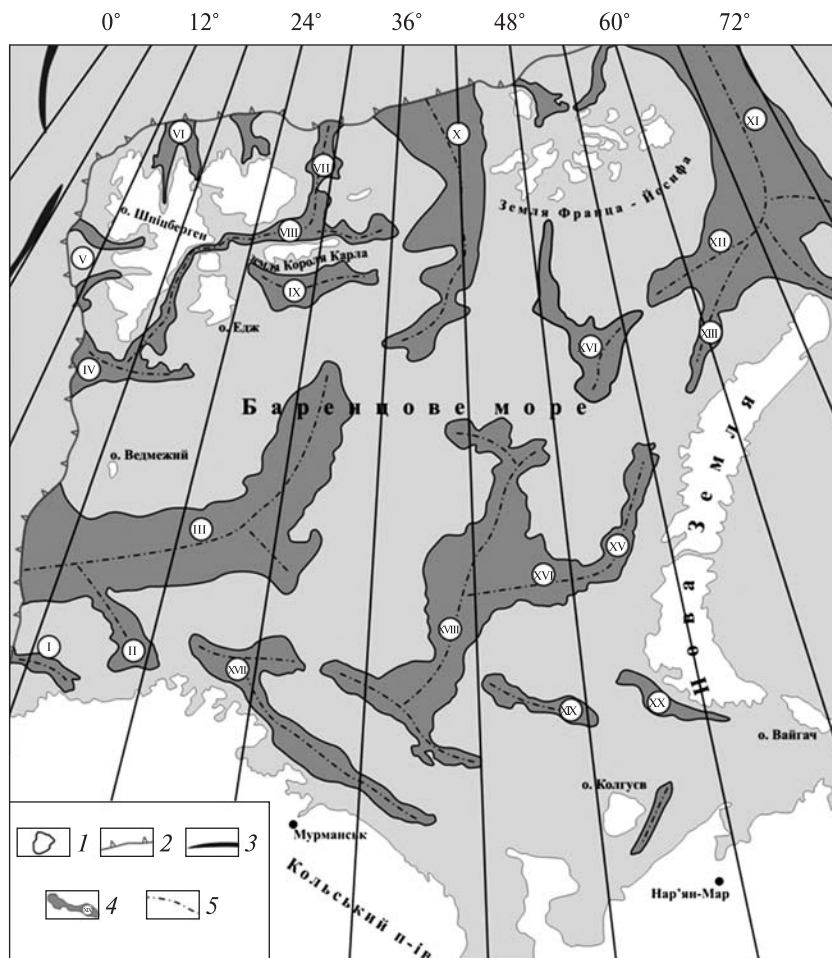 0° 12° 24° 36° 48° 60° 72°
VI
VII
X
XI
о. Шпіцберген
Земля Франца - Йосифа
V
VIII
XII
Земля Короля Карла
IX
о. Едж
XVI
XIII
IV
Баренцове море
о. Ведмежий
III
XV
XVI
Нова Земля
I
II
XVII
XVIII
XIX
XX
о. Вайгач
о. Колгуєв
Мурманськ
Кольський п-ів
Нар’ян-Мар
1 2 3
XIX 4 5